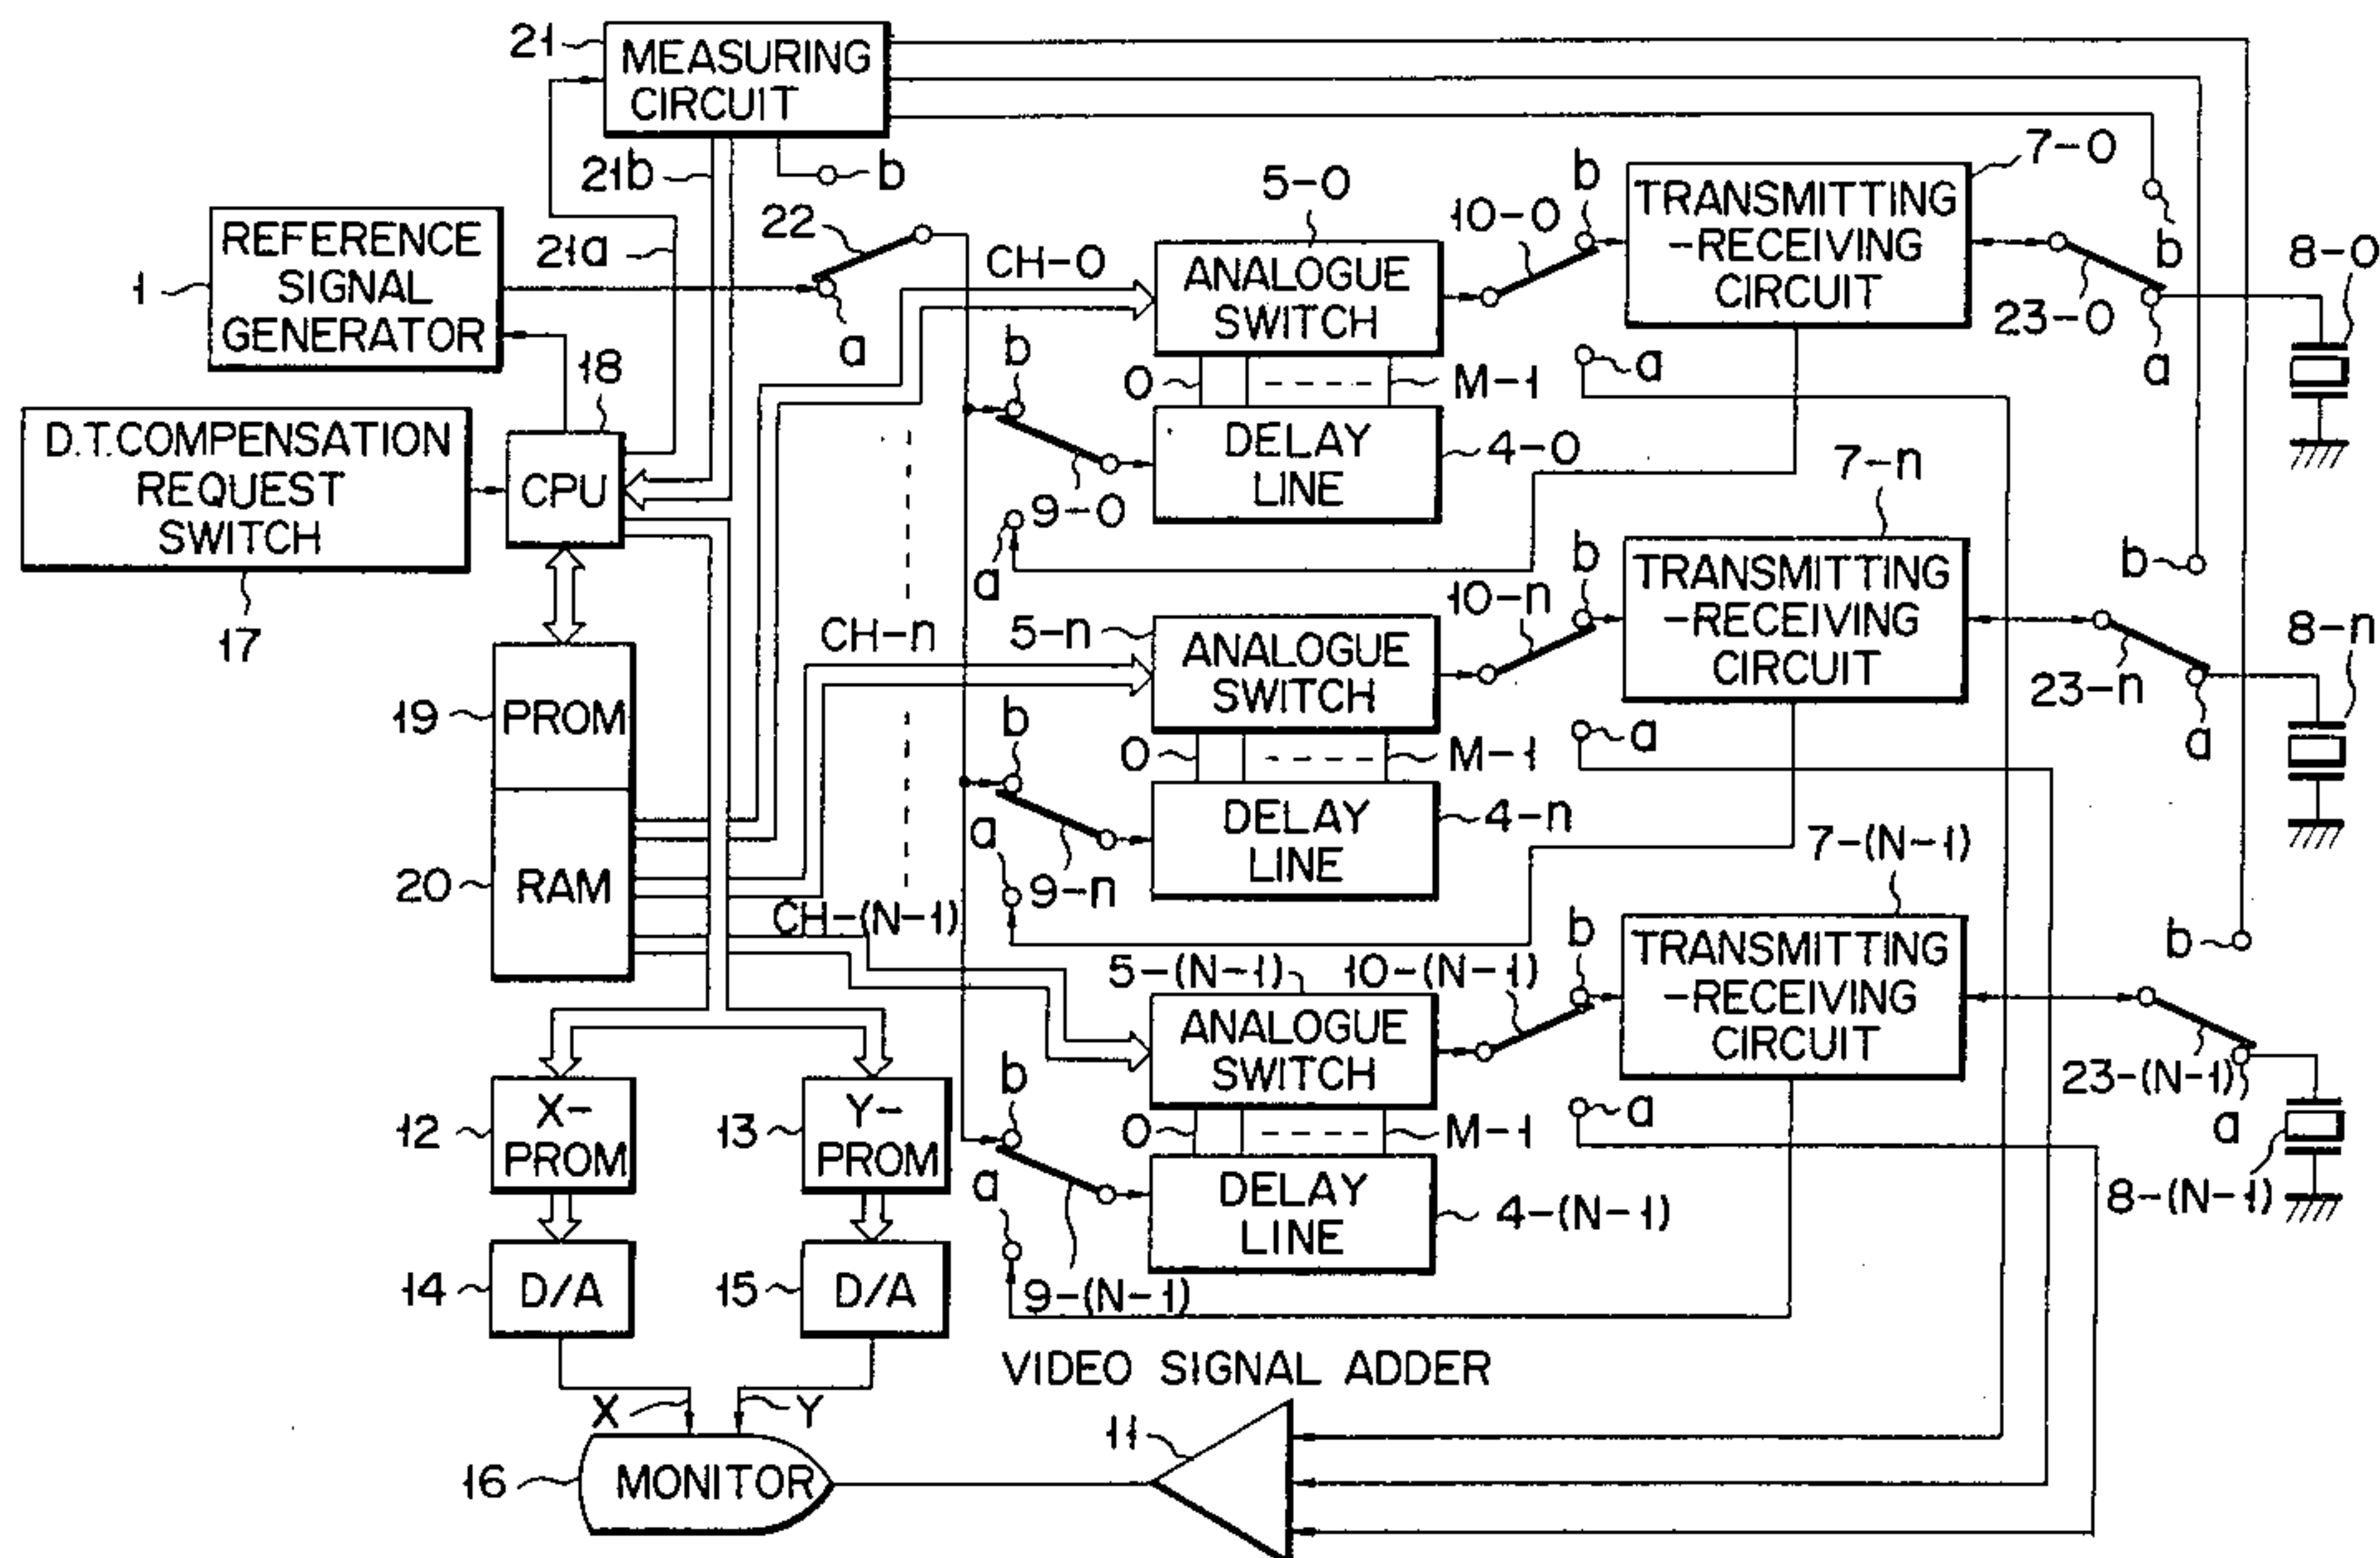 21
MEASURING
CIRCUIT
21b
b
21a
22
a
1
REFERENCE
SIGNAL
GENERATOR
18
CPU
D.T.COMPENSATION
REQUEST
SWITCH
17
19
PROM
20
RAM
CH-0
CH-n
CH-(N-1)
5-0
ANALOGUE
SWITCH
0
M-1
DELAY
LINE
4-0
b
9-0
a
10-0
b
a
7-0
TRANSMITTING
-RECEIVING
CIRCUIT
b
23-0
a
8-0
5-n
ANALOGUE
SWITCH
0
M-1
DELAY
LINE
4-n
b
a
9-n
10-n
b
a
7-n
TRANSMITTING
-RECEIVING
CIRCUIT
b
23-n
a
8-n
5-(N-1)
ANALOGUE
SWITCH
0
M-1
DELAY
LINE
4-(N-1)
b
a
9-(N-1)
10-(N-1)
b
a
7-(N-1)
TRANSMITTING
-RECEIVING
CIRCUIT
b
23-(N-1)
a
8-(N-1)
12
X-
PROM
13
Y-
PROM
14
D/A
15
D/A
X
Y
16
MONITOR
VIDEO SIGNAL ADDER
11